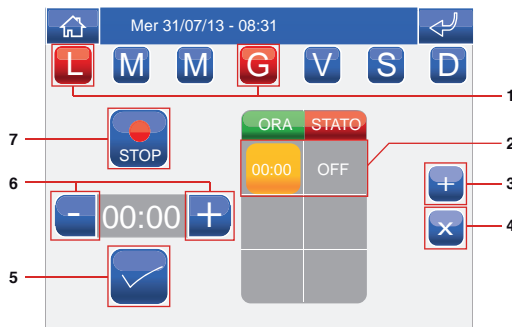 Mer 31/07/13 - 08:31
L M M G V S D
1
7
STOP
ORA STATO
2
00:00 OFF
6
- 00:00 +
+
3
x
4
5